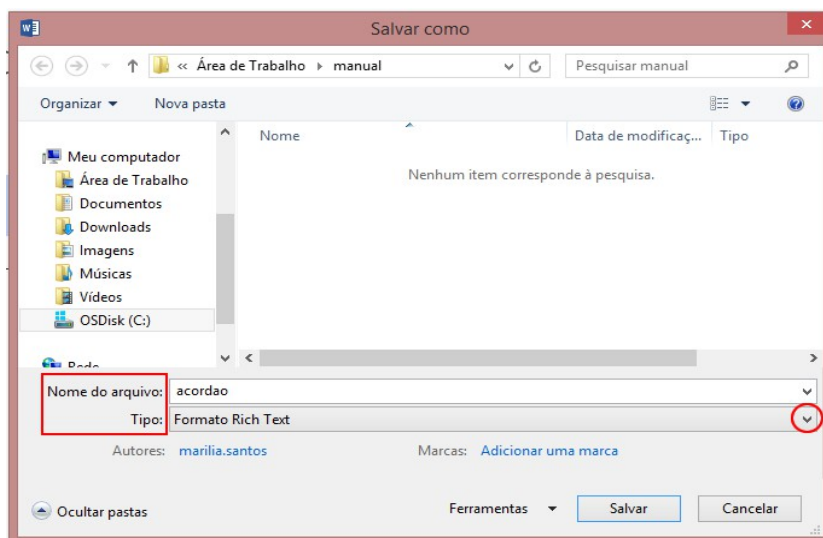 Salvar como
« Área de Trabalho manual
Pesquisar manual
Organizar
Nova pasta
Nome
Data de modificaç...
Tipo
Nenhum item corresponde à pesquisa.
Meu computador
Área de Trabalho
Documentos
Downloads
Imagens
Músicas
Vídeos
OSDisk (C:)
Rede
Nome do arquivo: acordao
Tipo: Formato Rich Text
Autores: marilia.santos
Marcas: Adicionar uma marca
Ocultar pastas
Ferramentas
Salvar
Cancelar